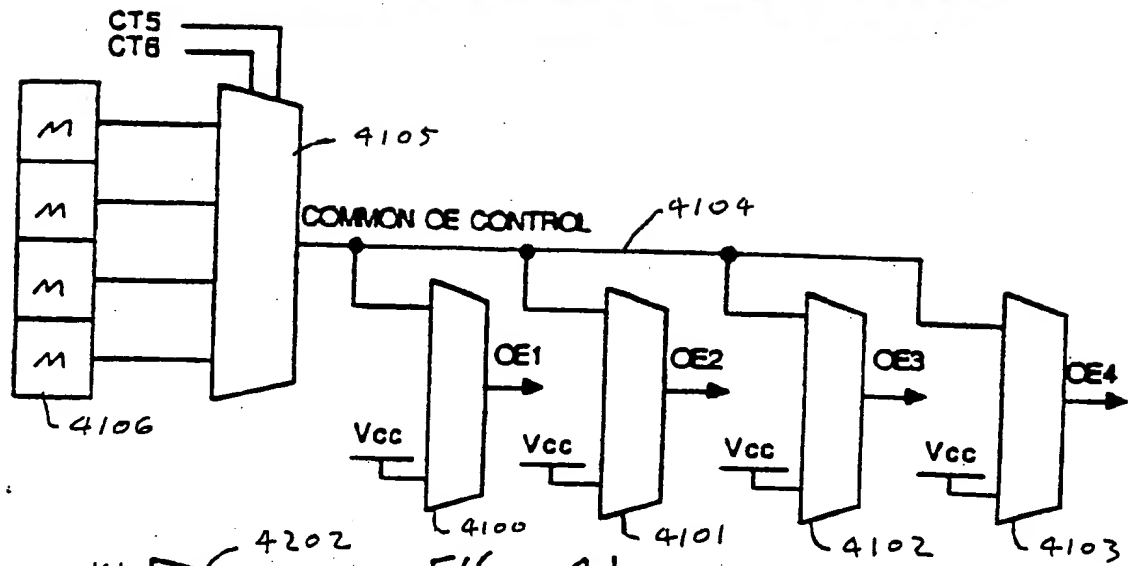 CT5
CT6
M
M
M
M
4105
COMMON OE CONTROL
4104
OE1
OE2
OE3
OE4
4106
Vcc
Vcc
Vcc
Vcc
4100
4101
4102
4103
4202